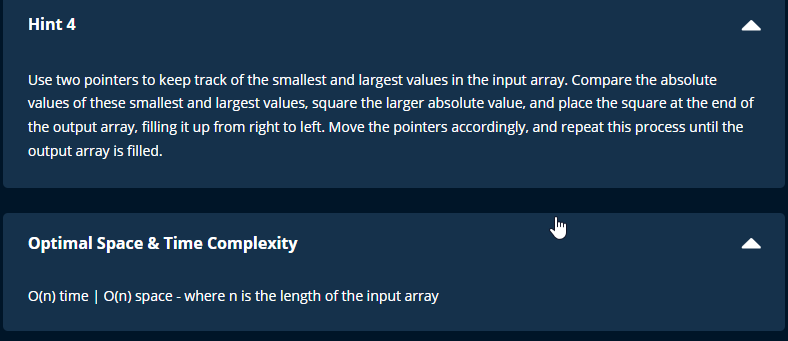 Hint 4
Use two pointers to keep track of the smallest and largest values in the input array. Compare the absolute
values of these smallest and largest values, square the larger absolute value, and place the square at the end of
the output array, filling it up from right to left. Move the pointers accordingly, and repeat this process until the
output array is filled.
Optimal Space & Time Complexity
O(n) time | O(n) space - where n is the length of the input array